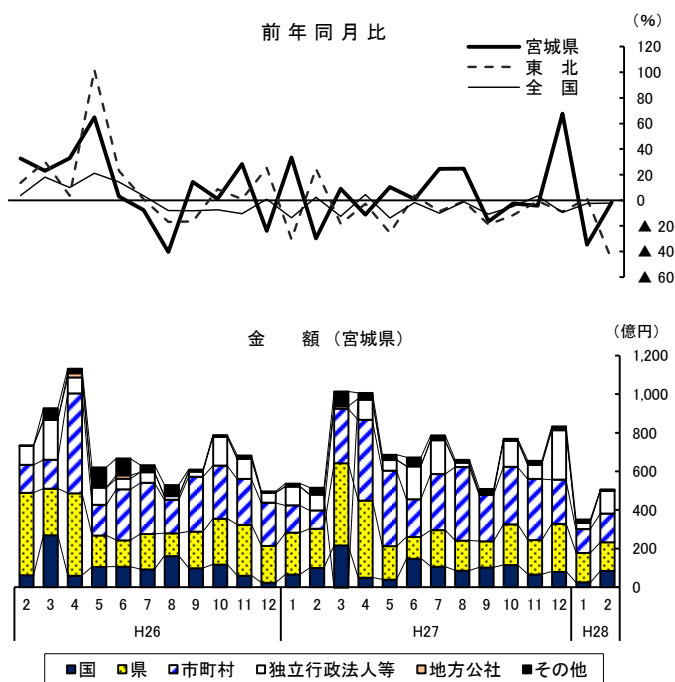 前年同月比
(％)
宮城県
東 北
全 国
120
100
80
60
40
20
0
▲ 20
▲ 40
▲ 60
金 額 （宮城県）
(億円)
1,200
1,000
800
600
400
200
0
2 3 4 5 6 7 8 9 10 11 12 1 2 3 4 5 6 7 8 9 10 11 12 1 2
H26 H27 H28
国 県 市町村 独立行政法人等 地方公社 その他